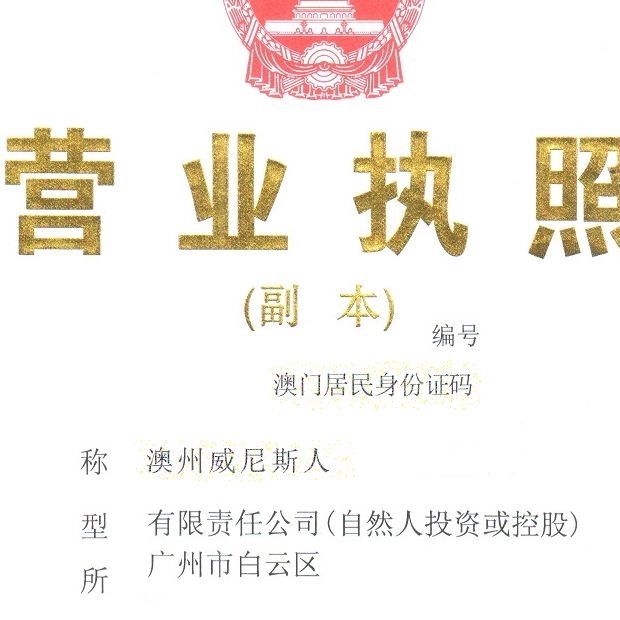 营业执照
(副本)
编号
澳门居民身份证码
称 澳州威尼斯人
型 有限责任公司(自然人投资或控股)
所 广州市白云区